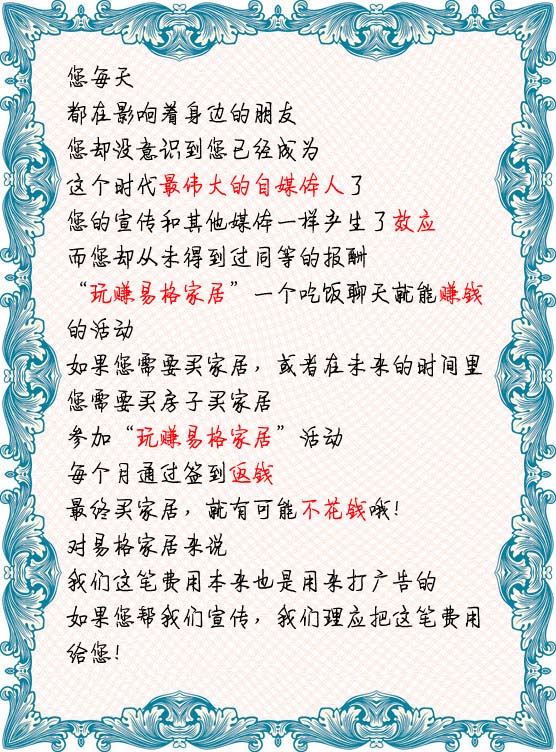 您每天
都在影响着身边的朋友
您却没意识到您已经成为
这个时代最伟大的自媒体人了
您的宣传和其他媒体一样产生了效应
而您却从未得到过同等的报酬
“玩赚易格家居”一个吃饭聊天就能赚钱
的活动
如果您需要买家居，或者在未来的时间里
您需要买房子买家居
参加“玩赚易格家居”活动
每个月通过签到返钱
最终买家居，就有可能不花钱哦！
对易格家居来说
我们这笔费用本来也是用来打广告的
如果您帮我们宣传，我们理应把这笔费用
给您！